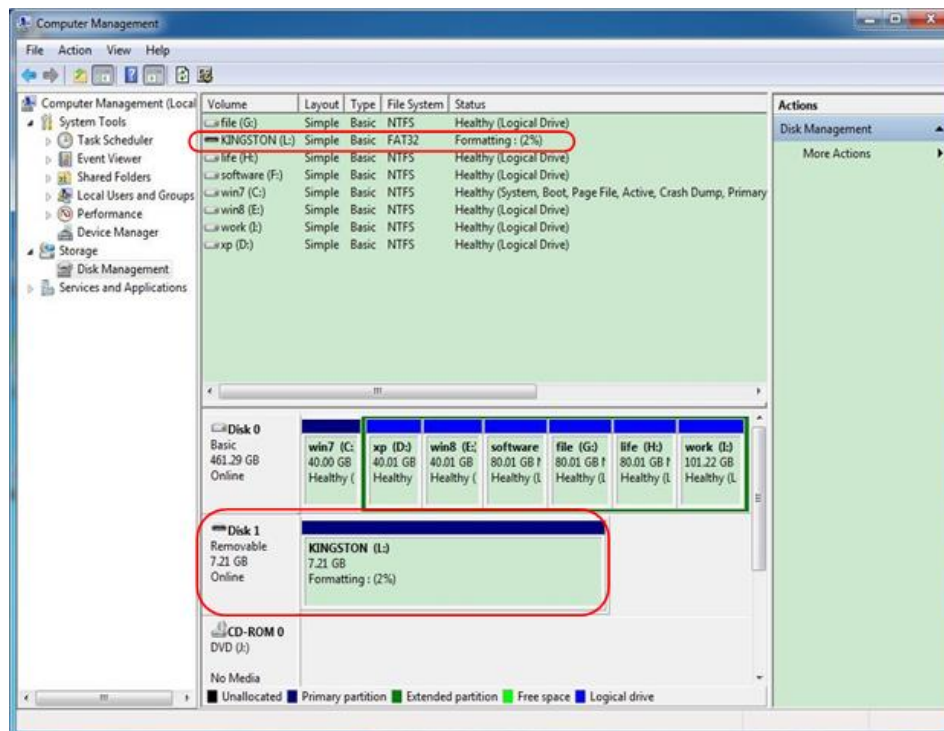 Computer Management
File Action View Help
Computer Management (Local
System Tools
Task Scheduler
Event Viewer
Shared Folders
Local Users and Groups
Performance
Device Manager
Storage
Disk Management
Services and Applications
Volume Layout Type File System Status
file (G:) Simple Basic NTFS Healthy (Logical Drive)
KINGSTON (L:) Simple Basic FAT32 Formatting : (2%)
life (H:) Simple Basic NTFS Healthy (Logical Drive)
software (F:) Simple Basic NTFS Healthy (Logical Drive)
win7 (C:) Simple Basic NTFS Healthy (System, Boot, Page File, Active, Crash Dump, Primary
win8 (E:) Simple Basic NTFS Healthy (Logical Drive)
work (I:) Simple Basic NTFS Healthy (Logical Drive)
xp (D:) Simple Basic NTFS Healthy (Logical Drive)
Actions
Disk Management
More Actions
Disk 0
Basic
461.29 GB
Online
win7 (C: xp (D:) win8 (E: software file (G:) life (H:) work (I:)
40.00 GB 40.01 GB 40.01 GB 80.01 GB N 80.01 GB N 80.01 GB N 101.22 GB
Healthy ( Healthy Healthy ( Healthy (L Healthy (L Healthy (L Healthy (L
Disk 1
Removable
7.21 GB
Online
KINGSTON (L:)
7.21 GB
Formatting : (2%)
CD-ROM 0
DVD (J:)
No Media
Unallocated Primary partition Extended partition Free space Logical drive